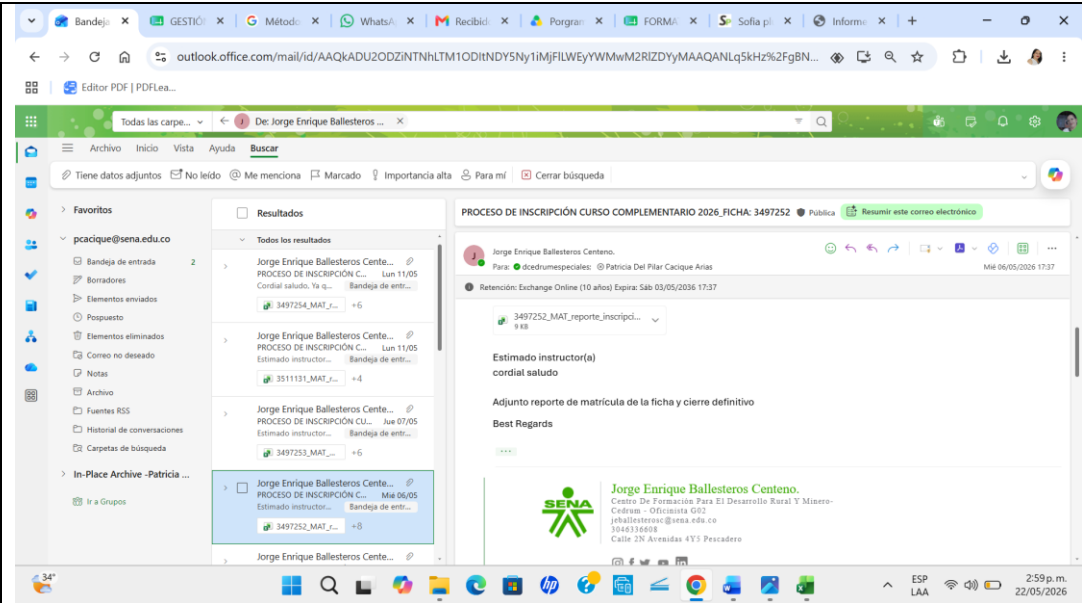 Bandeja
GESTIÓN
Método
WhatsA
Recibido
Porgran
FORMA
Sofia pl
Informe
outlook.office.com/mail/id/AAQkADU2ODZiNTNhLTM1ODItNDY5Ny1iMjFlLWEyYWMwM2RlZDYyMAAQANLq5kHz%2FgBN...
Editor PDF | PDFLea...
Todas las carpe...
J De: Jorge Enrique Ballesteros ...
Archivo Inicio Vista Ayuda Buscar
Tiene datos adjuntos No leído Me menciona Marcado Importancia alta Para mí Cerrar búsqueda
Favoritos
pcacique@sena.edu.co
Bandeja de entrada 2
Borradores
Elementos enviados
Pospuesto
Elementos eliminados
Correo no deseado
Notas
Archivo
Fuentes RSS
Historial de conversaciones
Carpetas de búsqueda
In-Place Archive -Patricia ...
Ir a Grupos
Resultados
Todos los resultados
Jorge Enrique Ballesteros Cente...
PROCESO DE INSCRIPCIÓN C... Lun 11/05
Cordial saludo. Ya q... Bandeja de entr...
3497254_MAT_r... +6
Jorge Enrique Ballesteros Cente...
PROCESO DE INSCRIPCIÓN C... Lun 11/05
Estimado instructor... Bandeja de entr...
3511131_MAT_r... +4
Jorge Enrique Ballesteros Cente...
PROCESO DE INSCRIPCIÓN CU... Jue 07/05
Estimado instructor... Bandeja de entr...
3497253_MAT_... +6
Jorge Enrique Ballesteros Cente...
PROCESO DE INSCRIPCIÓN C... Mié 06/05
Estimado instructor... Bandeja de entr...
3497252_MAT_r... +8
Jorge Enrique Ballesteros Cente...
PROCESO DE INSCRIPCIÓN CURSO COMPLEMENTARIO 2026_FICHA: 3497252 Pública Resumir este correo electrónico
J
Jorge Enrique Ballesteros Centeno.
Para: dcedrumespeciales; Patricia Del Pilar Cacique Arias
Mié 06/05/2026 17:37
Retención: Exchange Online (10 años) Expira: Sáb 03/05/2036 17:37
3497252_MAT_reporte_inscripci...
9 KB
Estimado instructor(a)
cordial saludo
Adjunto reporte de matrícula de la ficha y cierre definitivo
Best Regards
SENA
Jorge Enrique Ballesteros Centeno.
Centro De Formación Para El Desarrollo Rural Y Minero-
Cedrum - Oficinista G02
jeballesterosc@sena.edu.co
3046336608
Calle 2N Avenidas 4Y5 Pescadero
34°
ESP
LAA
2:59 p. m.
22/05/2026